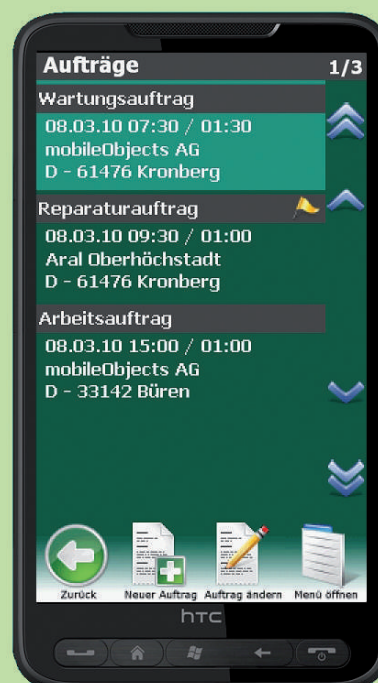 Aufträge 1/3
Wartungsauftrag
08.03.10 07:30 / 01:30
mobileObjects AG
D - 61476 Kronberg
Reparaturauftrag
08.03.10 09:30 / 01:00
Aral Oberhöchstadt
D - 61476 Kronberg
Arbeitsauftrag
08.03.10 15:00 / 01:00
mobileObjects AG
D - 33142 Büren
Zurück Neuer Auftrag Auftrag ändern Menü öffnen
hTC